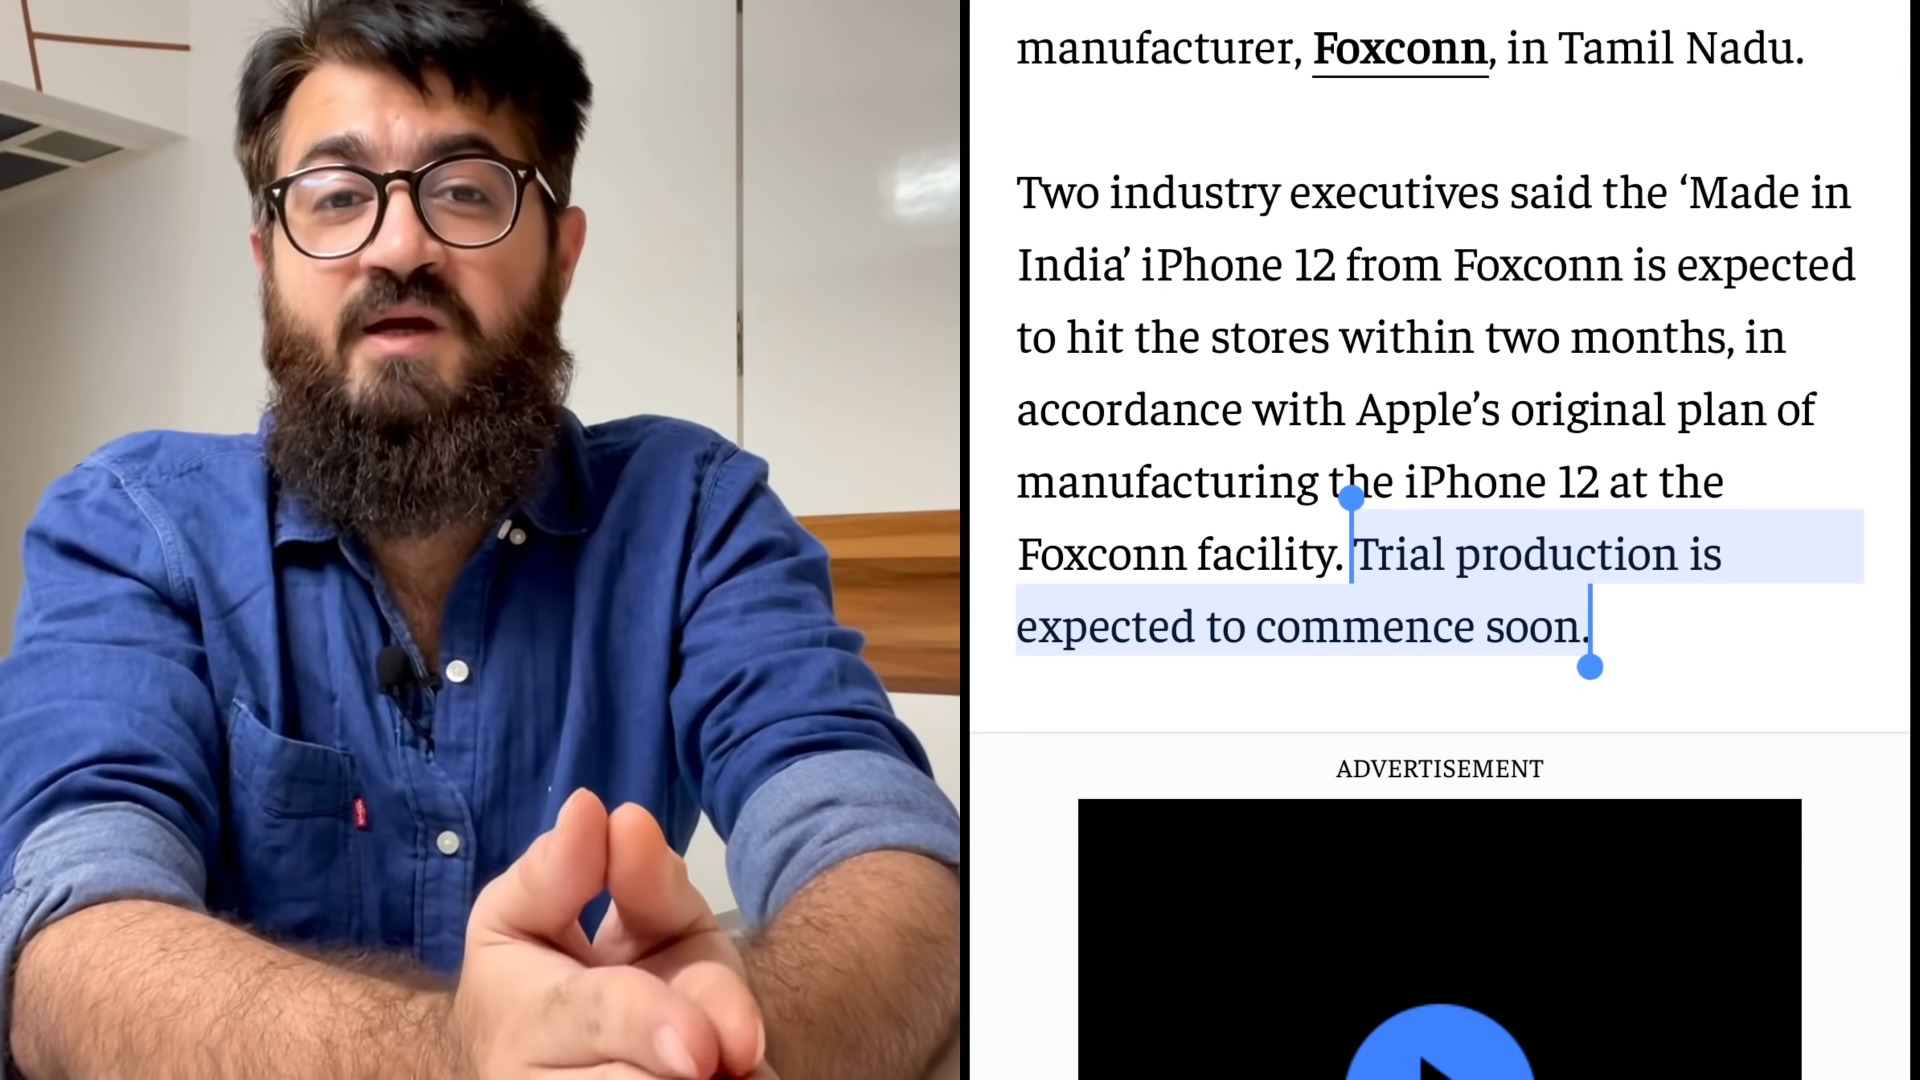 manufacturer, Foxconn, in Tamil Nadu.
Two industry executives said the ‘Made in
India’ iPhone 12 from Foxconn is expected
to hit the stores within two months, in
accordance with Apple’s original plan of
manufacturing the iPhone 12 at the
Foxconn facility. Trial production is
expected to commence soon.
ADVERTISEMENT